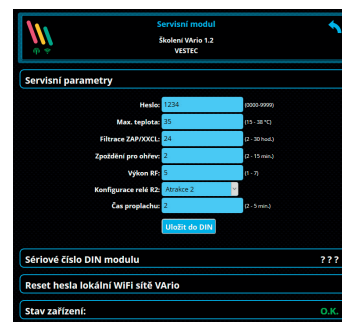 Servisní modul
Školení VArio 1.2
VESTEC
Servisní parametry
Heslo: 1234 (0000-9999)
Max. teplota: 35 (15 - 38 °C)
Filtrace ZAP/XXCL: 24 (2 - 30 hod.)
Zpoždění pro ohřev: 2 (2 - 15 min.)
Výkon RF: 5 (1 - 7)
Konfigurace relé R2: Atrakce 2
Čas proplachu: 2 (2 - 5 min.)
Uložit do DIN
Sériové číslo DIN modulu ? ? ?
Reset hesla lokální WiFi sítě VArio
Stav zařízení: O.K.